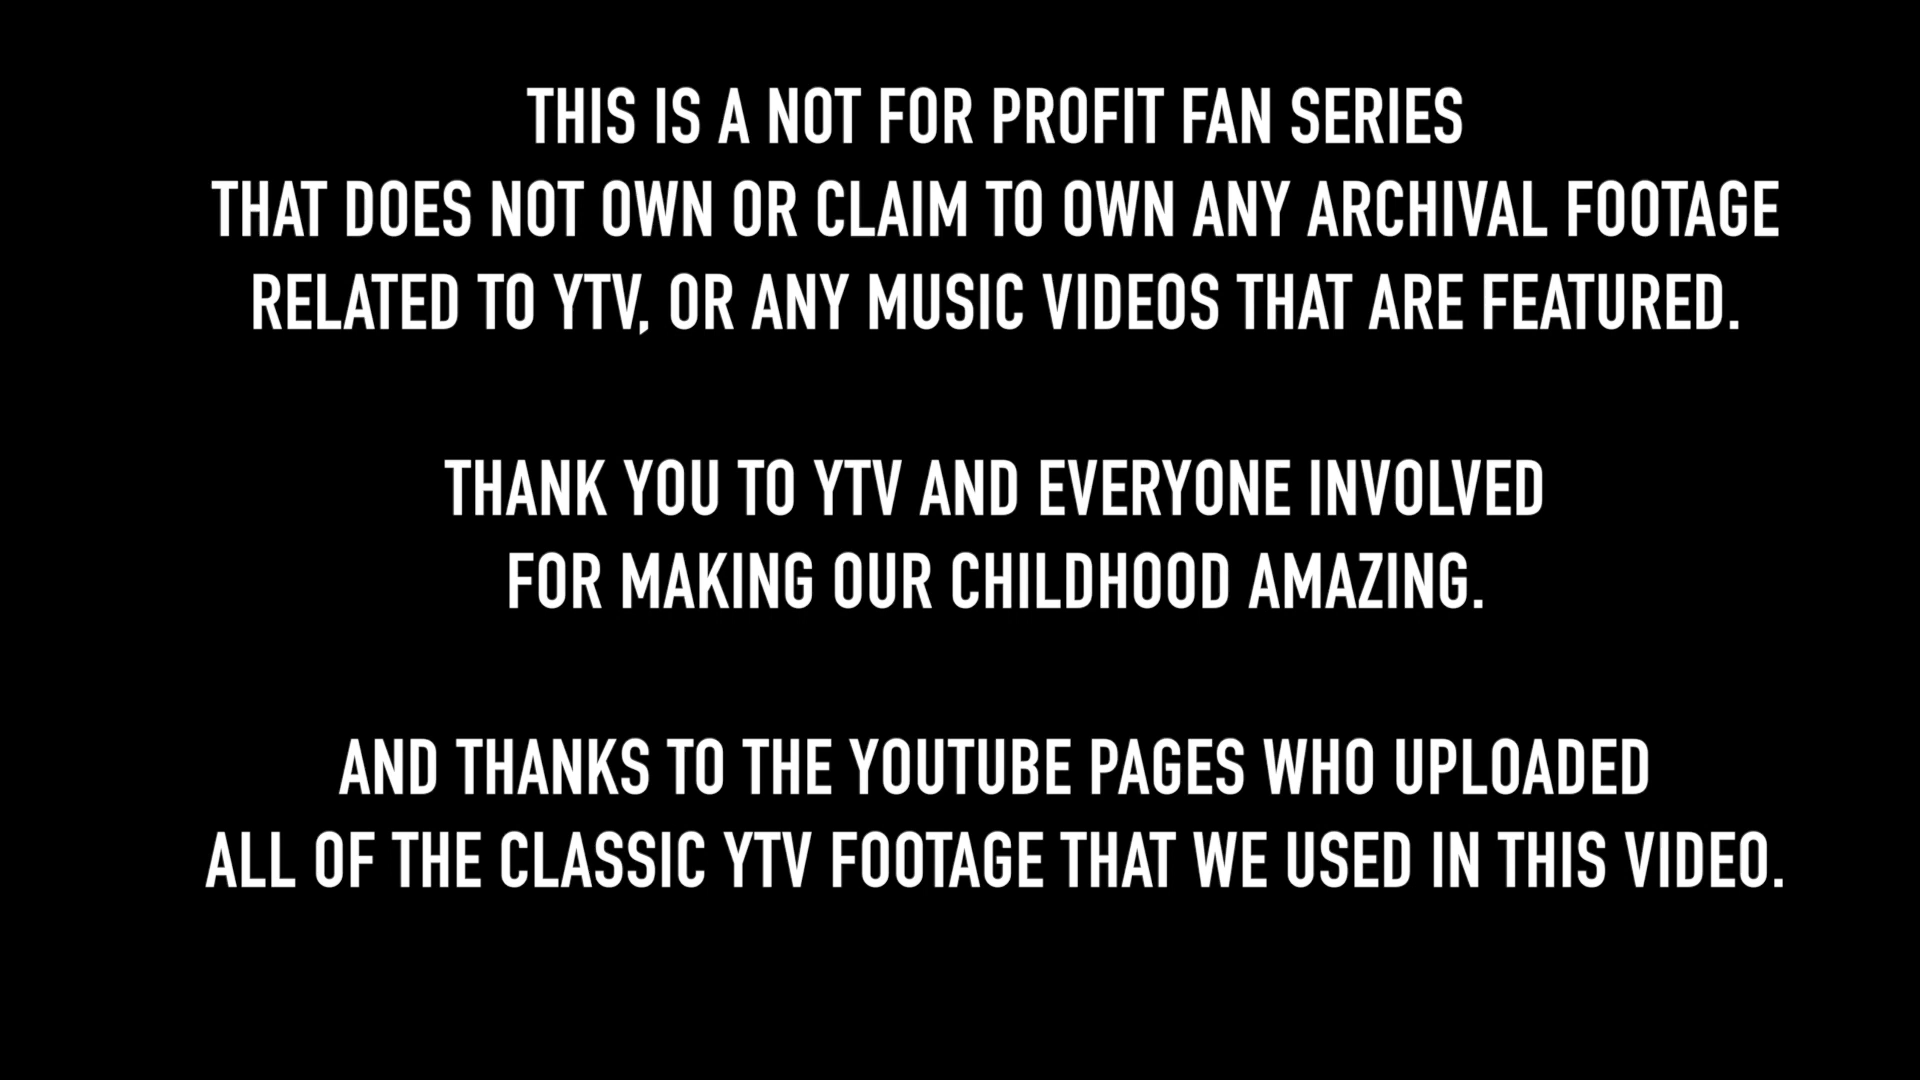 THIS IS A NOT FOR PROFIT FAN SERIES
THAT DOES NOT OWN OR CLAIM TO OWN ANY ARCHIVAL FOOTAGE
RELATED TO YTV, OR ANY MUSIC VIDEOS THAT ARE FEATURED.
THANK YOU TO YTV AND EVERYONE INVOLVED
FOR MAKING OUR CHILDHOOD AMAZING.
AND THANKS TO THE YOUTUBE PAGES WHO UPLOADED
ALL OF THE CLASSIC YTV FOOTAGE THAT WE USED IN THIS VIDEO.